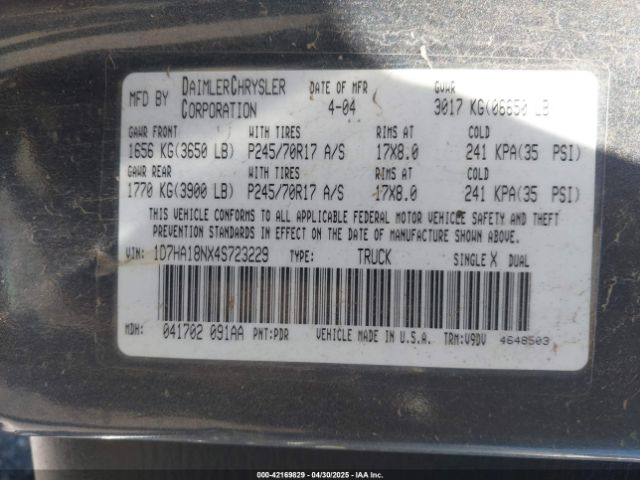 MFD BY DAIMLERCHRYSLER CORPORATION DATE OF MFR 4-04 GVWR 3017 KG(06650 LB
GAWR FRONT WITH TIRES RIMS AT COLD
1656 KG(3650 LB) P245/70R17 A/S 17X8.0 241 KPA(35 PSI)
GAWR REAR WITH TIRES RIMS AT COLD
1770 KG(3900 LB) P245/70R17 A/S 17X8.0 241 KPA(35 PSI)
THIS VEHICLE CONFORMS TO ALL APPLICABLE FEDERAL MOTOR VEHICLE SAFETY AND THEFT
PREVENTION STANDARDS IN EFFECT ON THE DATE OF MANUFACTURE SHOWN ABOVE.
VIN: 1D7HA18NX4S723229 TYPE: TRUCK SINGLE X DUAL
MDH: 041702 091AA PNT:PDR VEHICLE MADE IN U.S.A. TRM:V9DV 4648503
000-42169829 - 04/30/2025 - IAA, Inc.